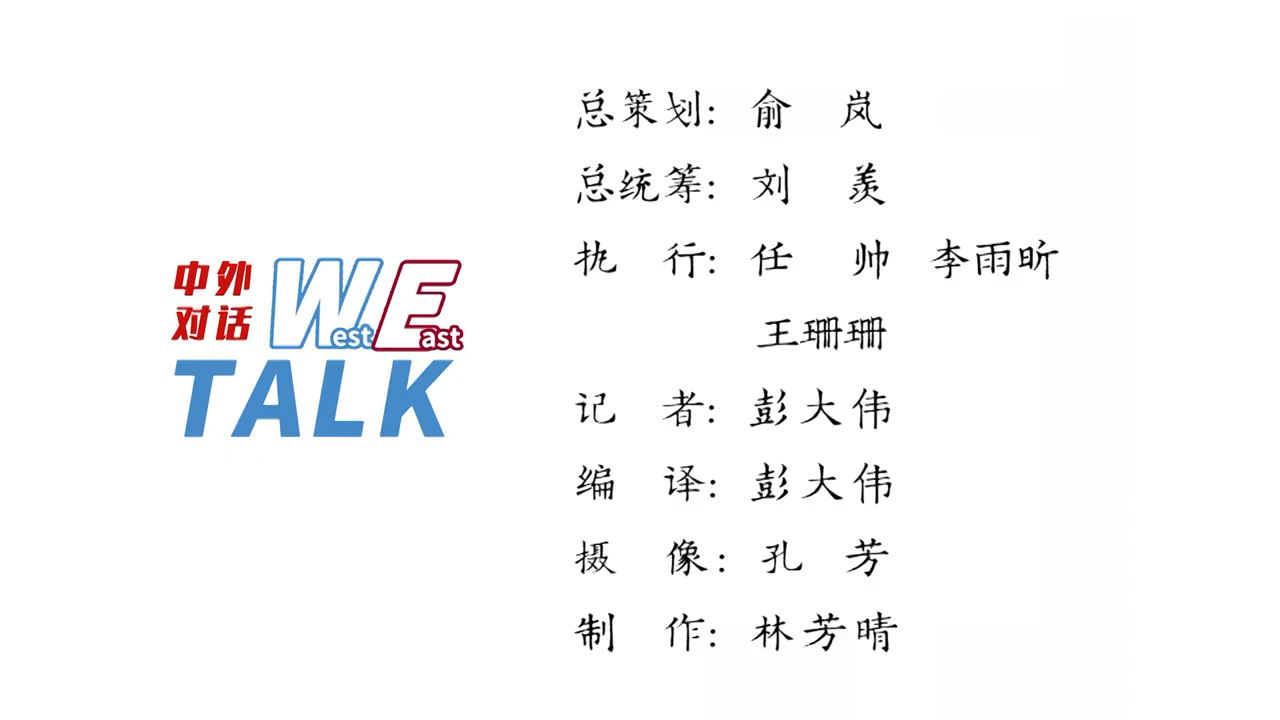 中外
对话
West East
TALK
总策划: 俞 岚
总统筹: 刘 羡
执 行: 任 帅 李雨昕
王珊珊
记 者: 彭大伟
编 译: 彭大伟
摄 像: 孔 芳
制 作: 林芳晴